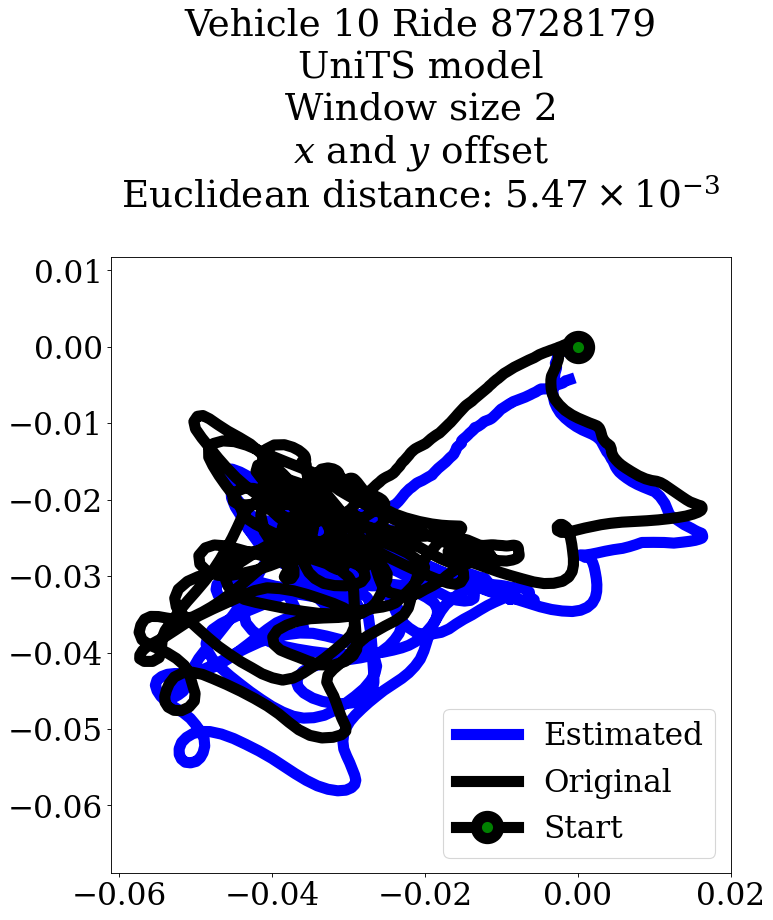 Vehicle 10 Ride 8728179
UniTS model
Window size 2
x and y offset
Euclidean distance: 5.47 × 10⁻³
0.01
0.00
−0.01
−0.02
−0.03
−0.04
−0.05
−0.06
Estimated
Original
Start
−0.06 −0.04 −0.02 0.00 0.02